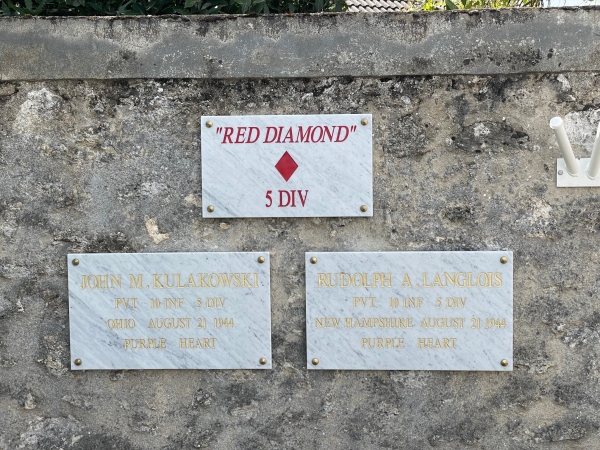 "RED DIAMOND"
5 DIV
JOHN M. KULAKOWSKI
PVT 10 INF 5 DIV
OHIO AUGUST 21 1944
PURPLE HEART
RUDOLPH A. LANGLOIS
PVT 10 INF 5 DIV
NEW HAMPSHIRE AUGUST 21 1944
PURPLE HEART